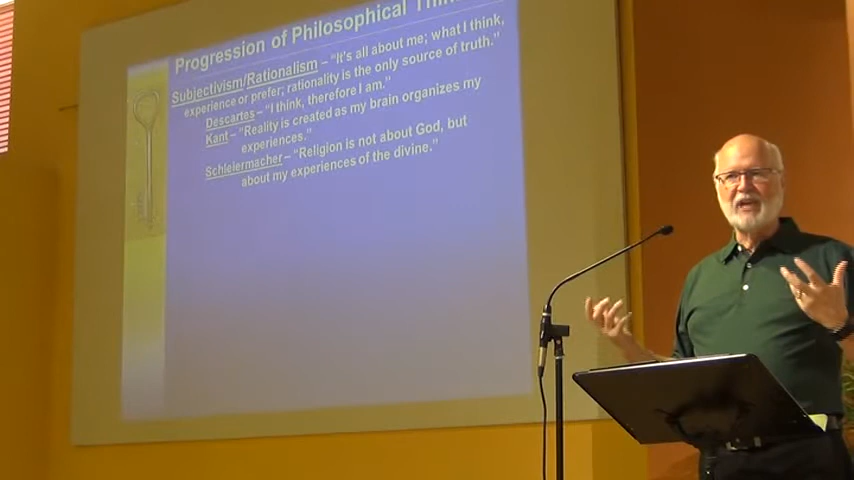 Progression of Philosophical
Subjectivism/Rationalism – "It's all about me; what I think,
experience or prefer; rationality is the only source of truth."
Descartes – "I think, therefore I am."
Kant – "Reality is created as my brain organizes my
experiences."
Schleiermacher – "Religion is not about God, but
about my experiences of the divine."